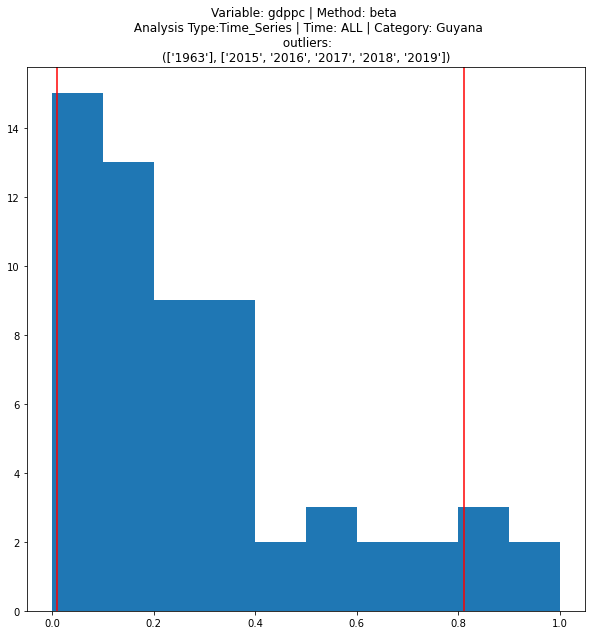 Variable: gdppc | Method: beta
Analysis Type:Time_Series | Time: ALL | Category: Guyana
outliers:
(['1963'], ['2015', '2016', '2017', '2018', '2019'])
14
12
10
8
6
4
2
0
0.0 0.2 0.4 0.6 0.8 1.0